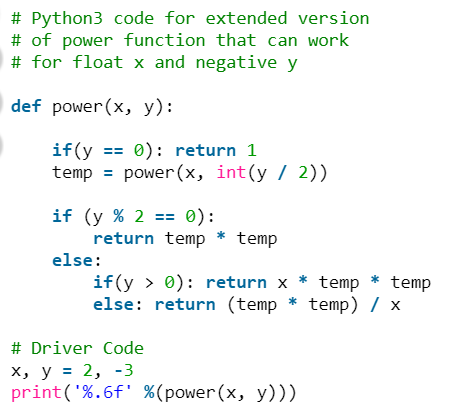 # Python3 code for extended version
# of power function that can work
# for float x and negative y
def power(x, y):
if(y == 0): return 1
temp = power(x, int(y / 2))
if (y % 2 == 0):
return temp * temp
else:
if(y > 0): return x * temp * temp
else: return (temp * temp) / x
# Driver Code
x, y = 2, -3
print('%.6f' %(power(x, y)))